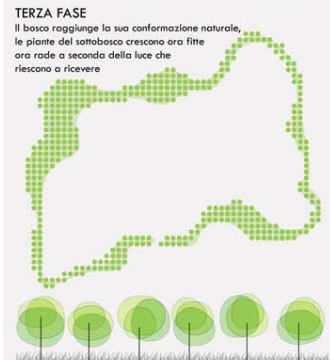 TERZA FASE
Il bosco raggiunge la sua conformazione naturale,
le piante del sottobosco crescono ora fitte
ora rade a seconda della luce che
riescono a ricevere